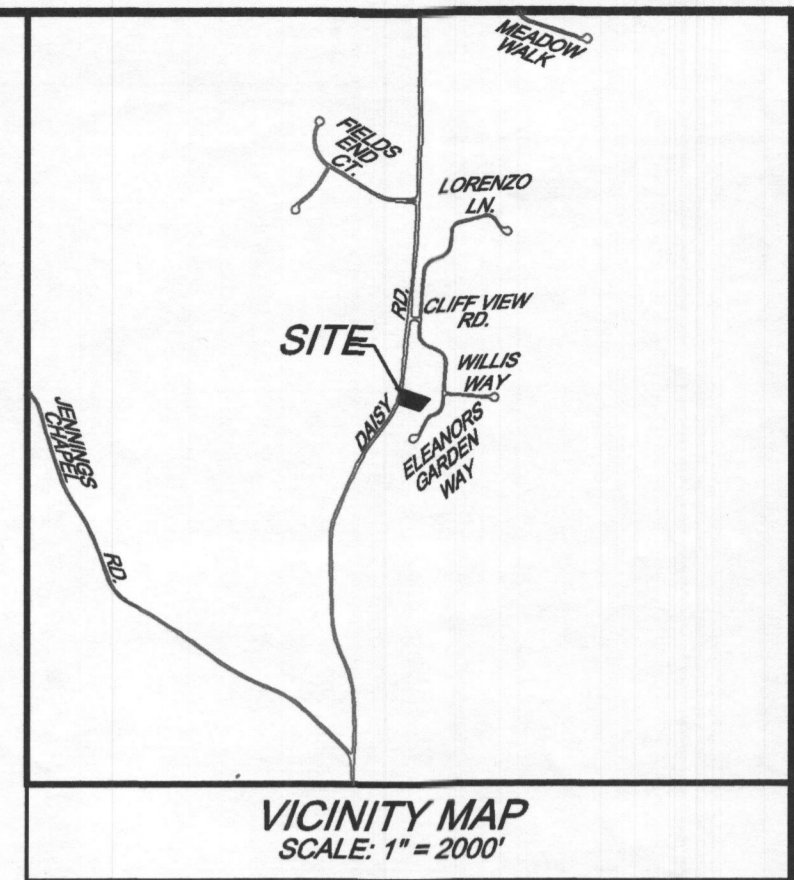 MEADOW
WALK
FIELDS
END
CT.
LORENZO
LN.
RD.
CLIFF VIEW
RD.
SITE
WILLIS
WAY
DAISY
ELEANORS
GARDEN
WAY
JENNINGS
CHAPEL
RD.
VICINITY MAP
SCALE: 1" = 2000'